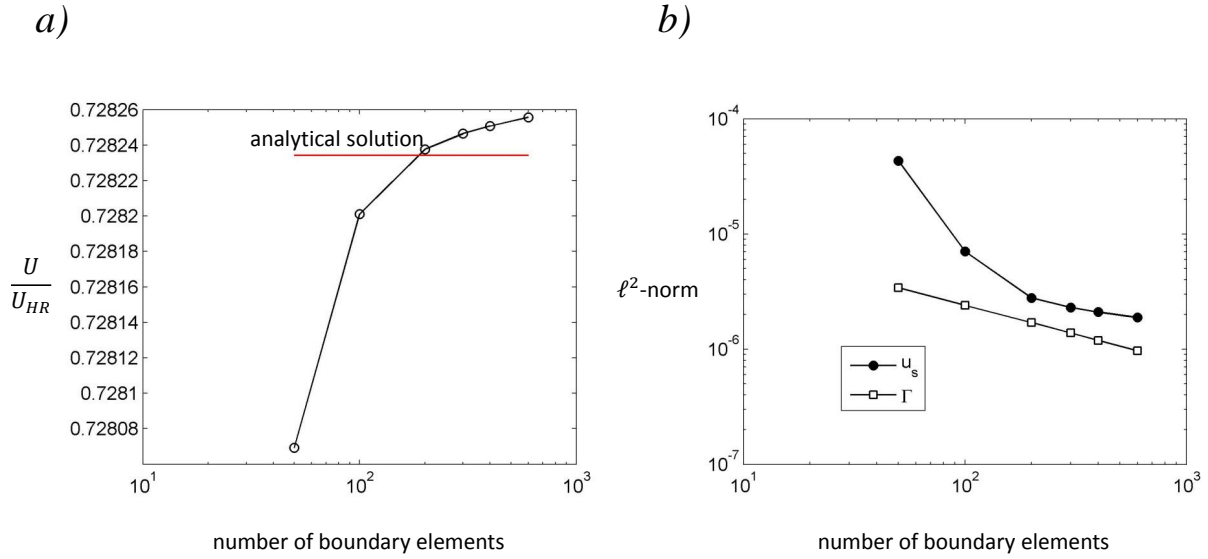 a)
0.72826
0.72824
0.72822
0.7282
0.72818
0.72816
0.72814
0.72812
0.7281
0.72808
analytical solution
U
U_HR
10^1
10^2
10^3
number of boundary elements
b)
10^-4
10^-5
10^-6
10^-7
ℓ²-norm
u_s
Γ
10^1
10^2
10^3
number of boundary elements